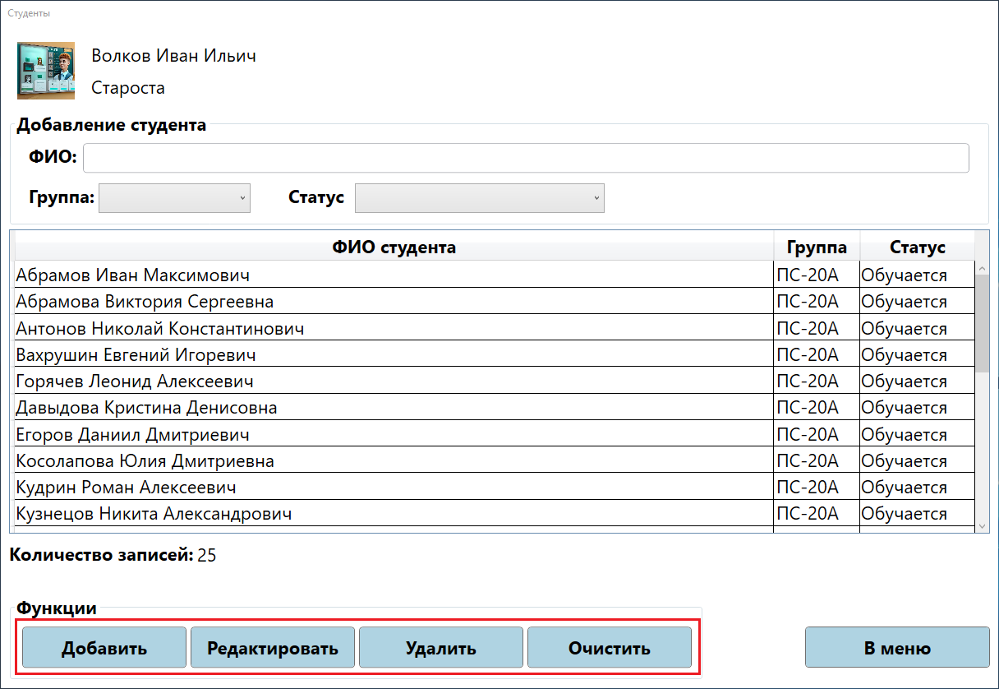 Студенты
Волков Иван Ильич
Староста
Добавление студента
ФИО:
Группа: Статус
ФИО студента Группа Статус
Абрамов Иван Максимович ПС-20А Обучается
Абрамова Виктория Сергеевна ПС-20А Обучается
Антонов Николай Константинович ПС-20А Обучается
Вахрушин Евгений Игоревич ПС-20А Обучается
Горячев Леонид Алексеевич ПС-20А Обучается
Давыдова Кристина Денисовна ПС-20А Обучается
Егоров Даниил Дмитриевич ПС-20А Обучается
Косолапова Юлия Дмитриевна ПС-20А Обучается
Кудрин Роман Алексеевич ПС-20А Обучается
Кузнецов Никита Александрович ПС-20А Обучается
Количество записей: 25
Функции
Добавить Редактировать Удалить Очистить В меню